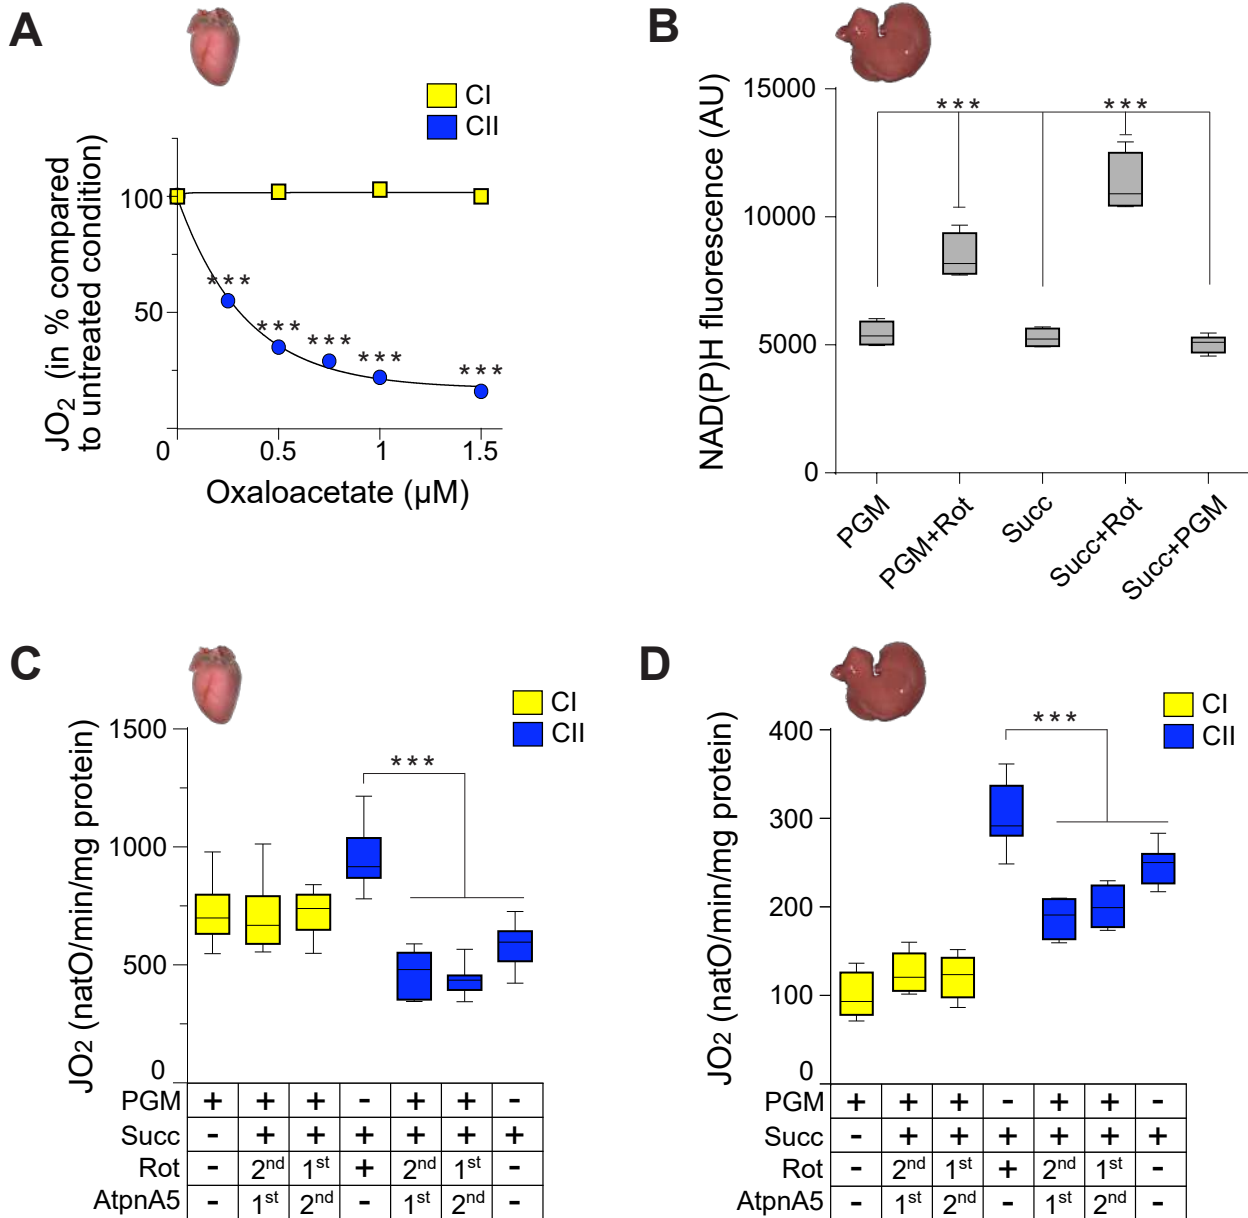 A
CI
CII
JO2 (in % compared
to untreated condition)
100
50
0
0.5
1
1.5
***
***
***
***
***
Oxaloacetate (µM)
B
NAD(P)H fluorescence (AU)
15000
10000
5000
0
***
***
PGM
PGM+Rot
Succ
Succ+Rot
Succ+PGM
C
CI
CII
JO2 (natO/min/mg protein)
1500
1000
500
0
***
PGM + + + - + + -
Succ - + + + + + +
Rot - 2nd 1st + 2nd 1st -
AtpnA5 - 1st 2nd - 1st 2nd -
D
CI
CII
JO2 (natO/min/mg protein)
400
300
200
100
0
***
PGM + + + - + + -
Succ - + + + + + +
Rot - 2nd 1st + 2nd 1st -
AtpnA5 - 1st 2nd - 1st 2nd -